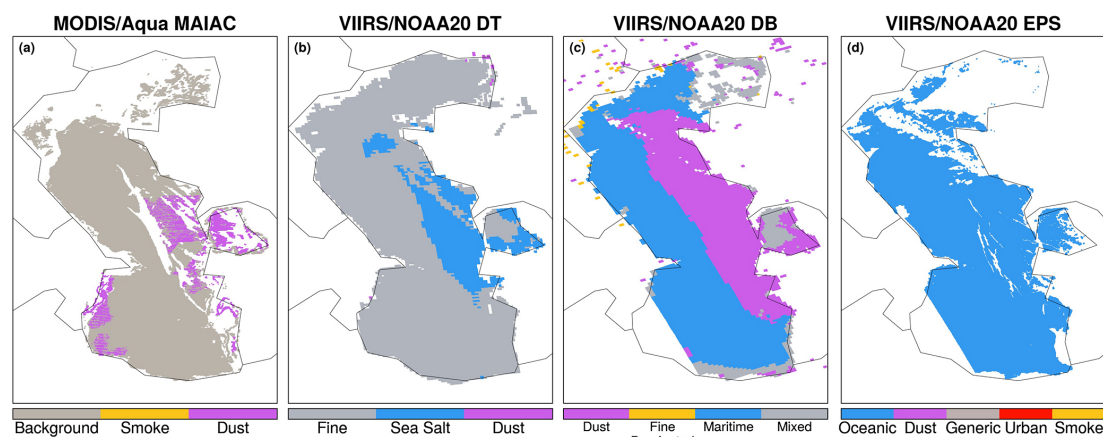 MODIS/Aqua MAIAC
VIIRS/NOAA20 DT
VIIRS/NOAA20 DB
VIIRS/NOAA20 EPS
(a)
(b)
(c)
(d)
Background Smoke Dust
Fine Sea Salt Dust
Dust Fine Maritime Mixed
Oceanic Dust Generic Urban Smoke